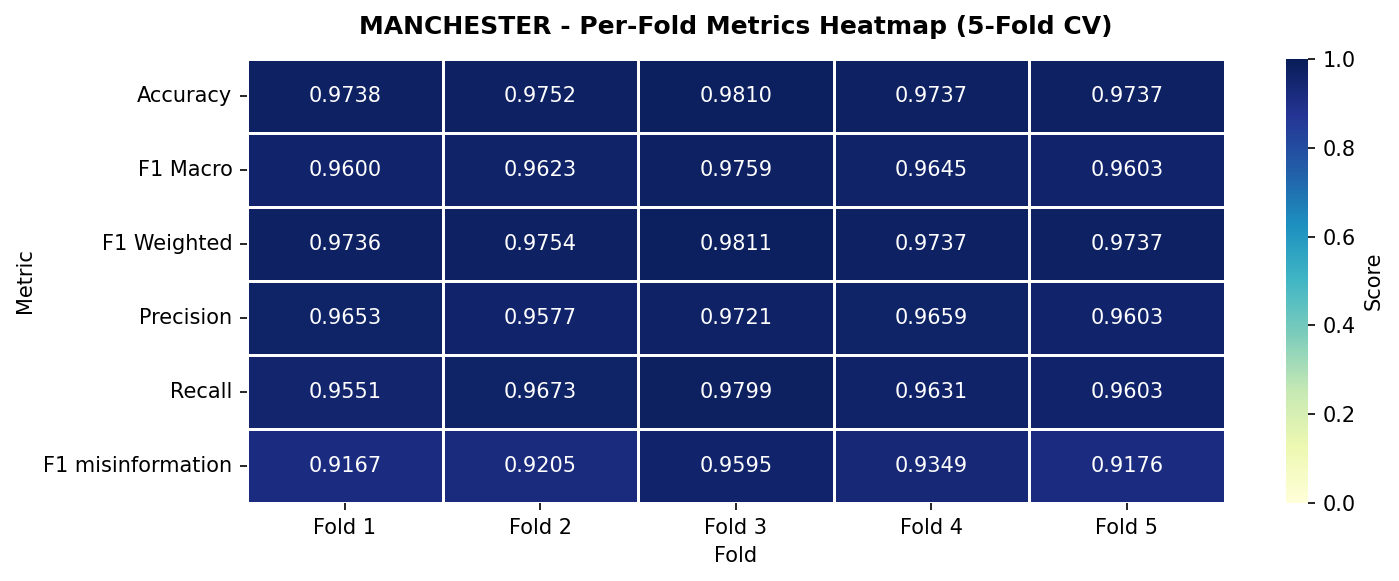 MANCHESTER - Per-Fold Metrics Heatmap (5-Fold CV)
Metric
Accuracy 0.9738 0.9752 0.9810 0.9737 0.9737
F1 Macro 0.9600 0.9623 0.9759 0.9645 0.9603
F1 Weighted 0.9736 0.9754 0.9811 0.9737 0.9737
Precision 0.9653 0.9577 0.9721 0.9659 0.9603
Recall 0.9551 0.9673 0.9799 0.9631 0.9603
F1 misinformation 0.9167 0.9205 0.9595 0.9349 0.9176
Fold 1 Fold 2 Fold 3 Fold 4 Fold 5
Fold
1.0
0.8
0.6
0.4
0.2
0.0
Score